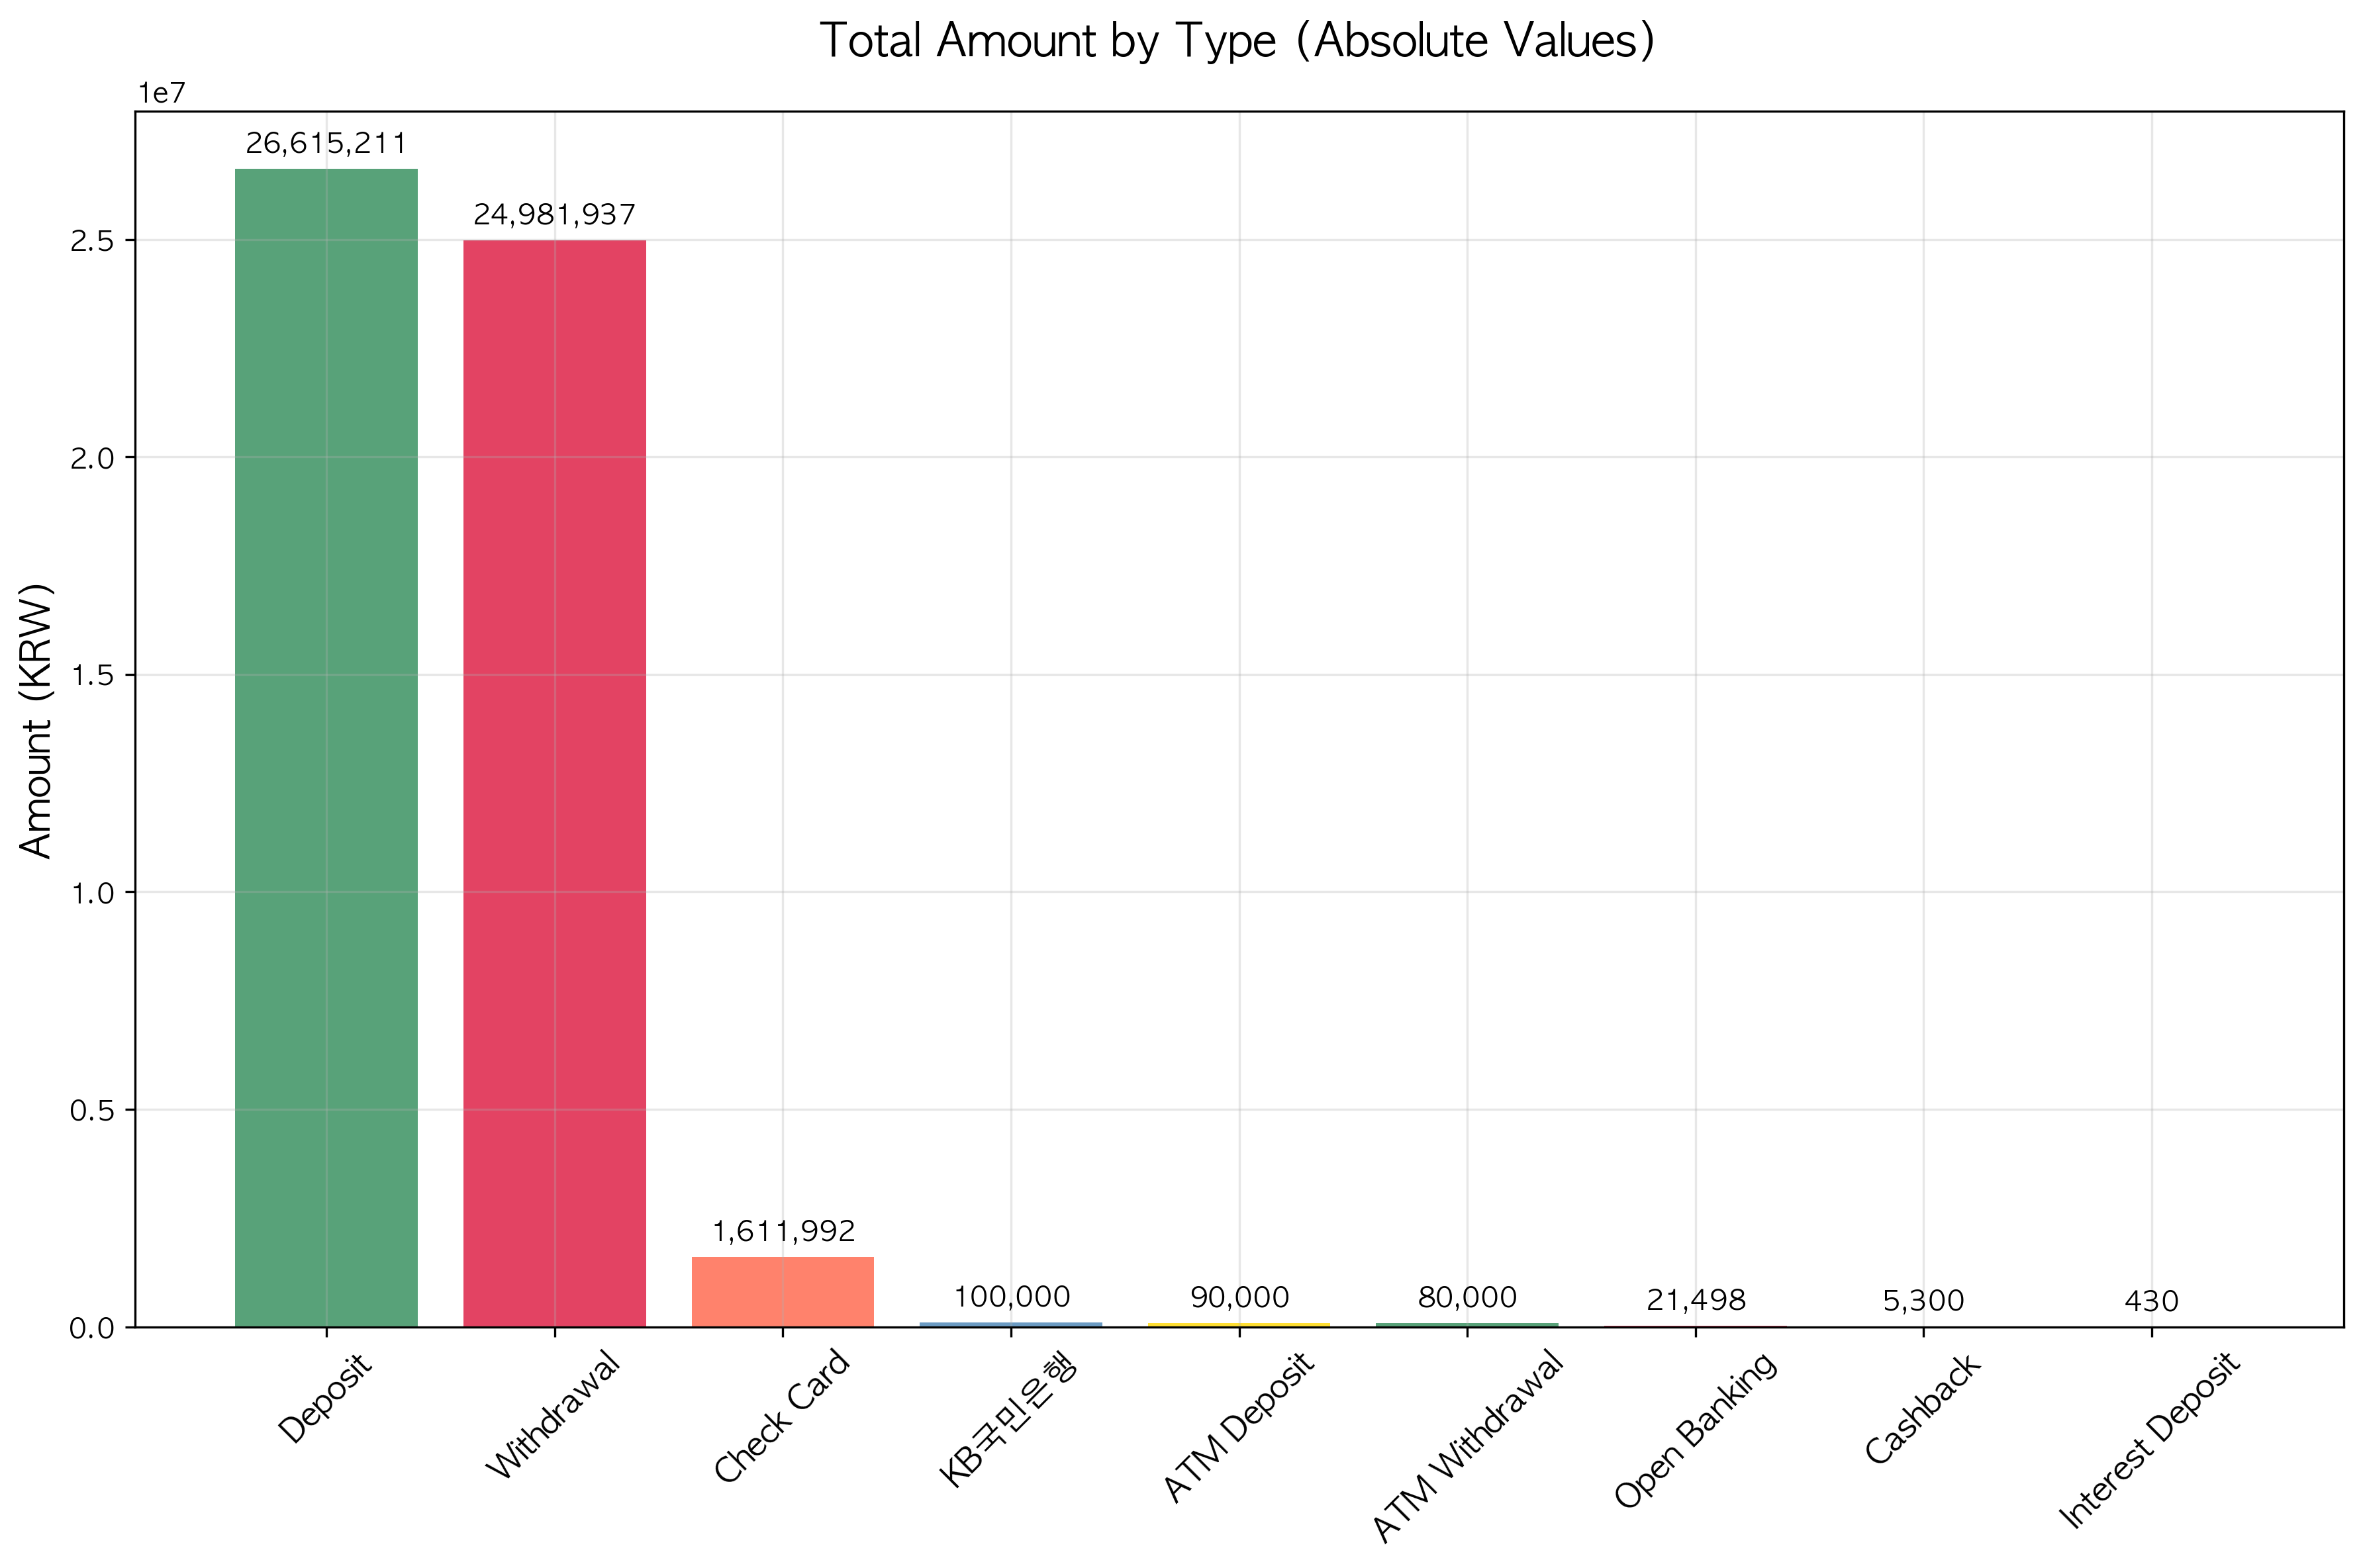 Total Amount by Type (Absolute Values)
1e7
26,615,211
24,981,937
2.5
2.0
1.5
1.0
0.5
0.0
Amount (KRW)
1,611,992
100,000
90,000
80,000
21,498
5,300
430
Deposit
Withdrawal
Check Card
KB국민은행
ATM Deposit
ATM Withdrawal
Open Banking
Cashback
Interest Deposit